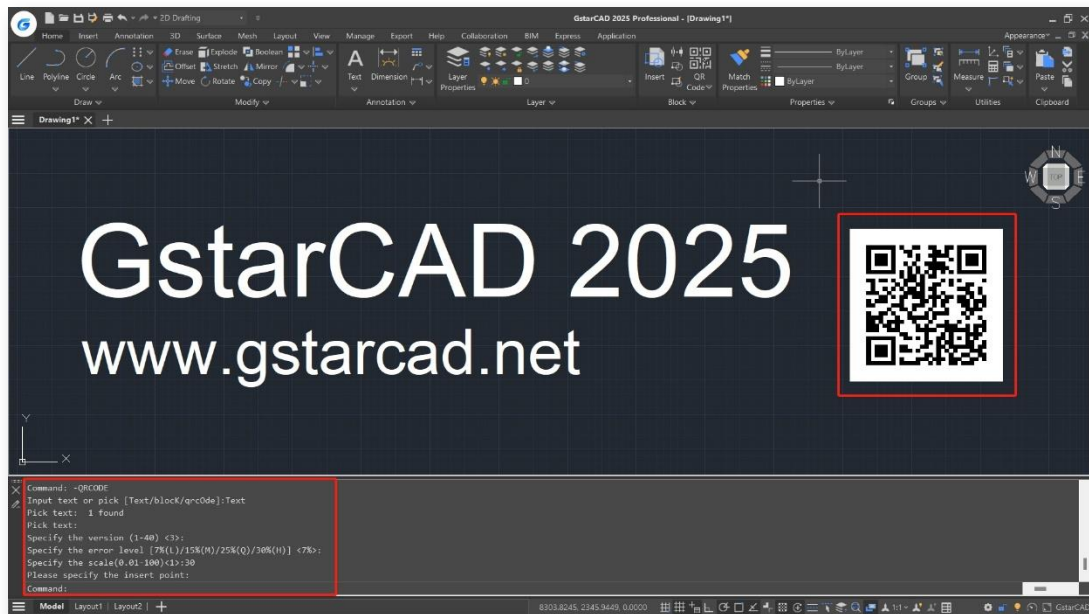 2D Drafting
GstarCAD 2025 Professional - [Drawing1*]
Home Insert Annotation 3D Surface Mesh Layout View Manage Export Help Collaboration BIM Express Application Appearance
Line Polyline Circle Arc
Erase Explode Boolean
Offset Stretch Mirror
Move Rotate Copy
Text Dimension
Layer Properties
0
Insert QR Code
Match Properties
ByLayer
ByLayer
ByLayer
Group Measure Paste
Draw Modify Annotation Layer Block Properties Groups Utilities Clipboard
Drawing1*
N
W TOP E
S
GstarCAD 2025
www.gstarcad.net
Y
X
Command: -QRCODE
Input text or pick [Text/blocK/qrcOde]:Text
Pick text: 1 found
Pick text:
Specify the version (1-40) <3>:
Specify the error level [7%(L)/15%(M)/25%(Q)/30%(H)] <7%>:
Specify the scale(0.01-100)<1>:30
Please specify the insert point:
Command:
Model Layout1 Layout2
8303.8245, 2345.9449, 0.0000
1:1
GstarCAD